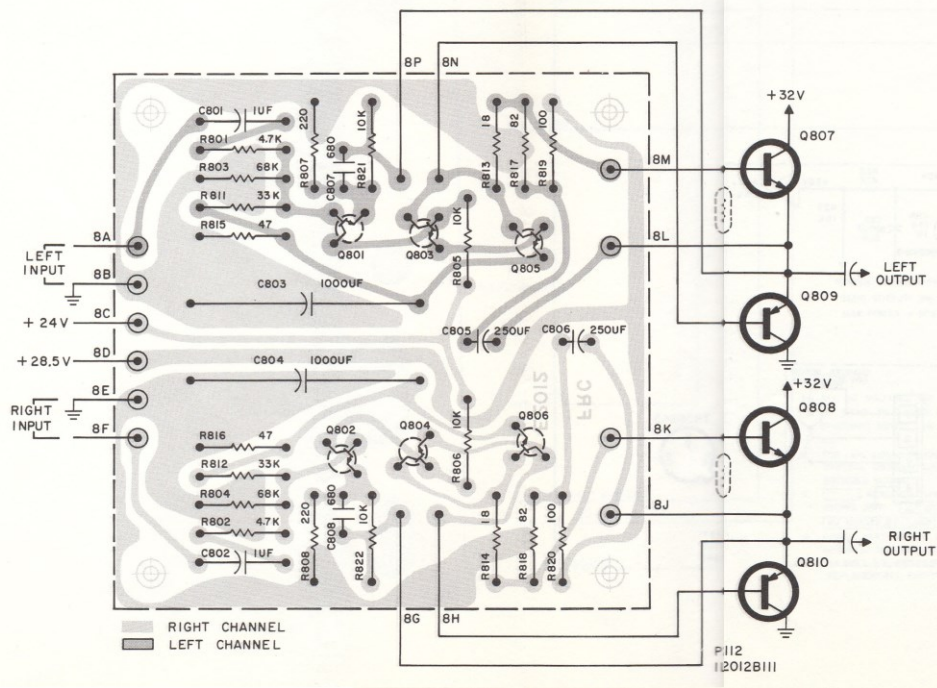 8P
8N
+32V
Q807
C801 1UF
R801 4.7K
R803 68K
R811 33K
R815 47
220
R807
680
C807
10K
R821
18
R813
82
R817
100
R819
8M
8A
LEFT
INPUT
8B
Q801
Q803
10K
R805
Q805
8L
LEFT
OUTPUT
C803 1000UF
Q809
8C
+ 24V
C805 250UF
C806 250UF
8D
+28.5V
C804 1000UF
+32V
Q808
8E
RIGHT
INPUT
8F
FRC
R816 47
R812 33K
R804 68K
R802 4.7K
C802 1UF
Q802
Q804
10K
R806
Q806
8K
220
R808
680
C808
10K
R822
18
R814
82
R818
100
R820
8J
RIGHT
OUTPUT
Q810
8G
8H
RIGHT CHANNEL
LEFT CHANNEL
P112
112012B111